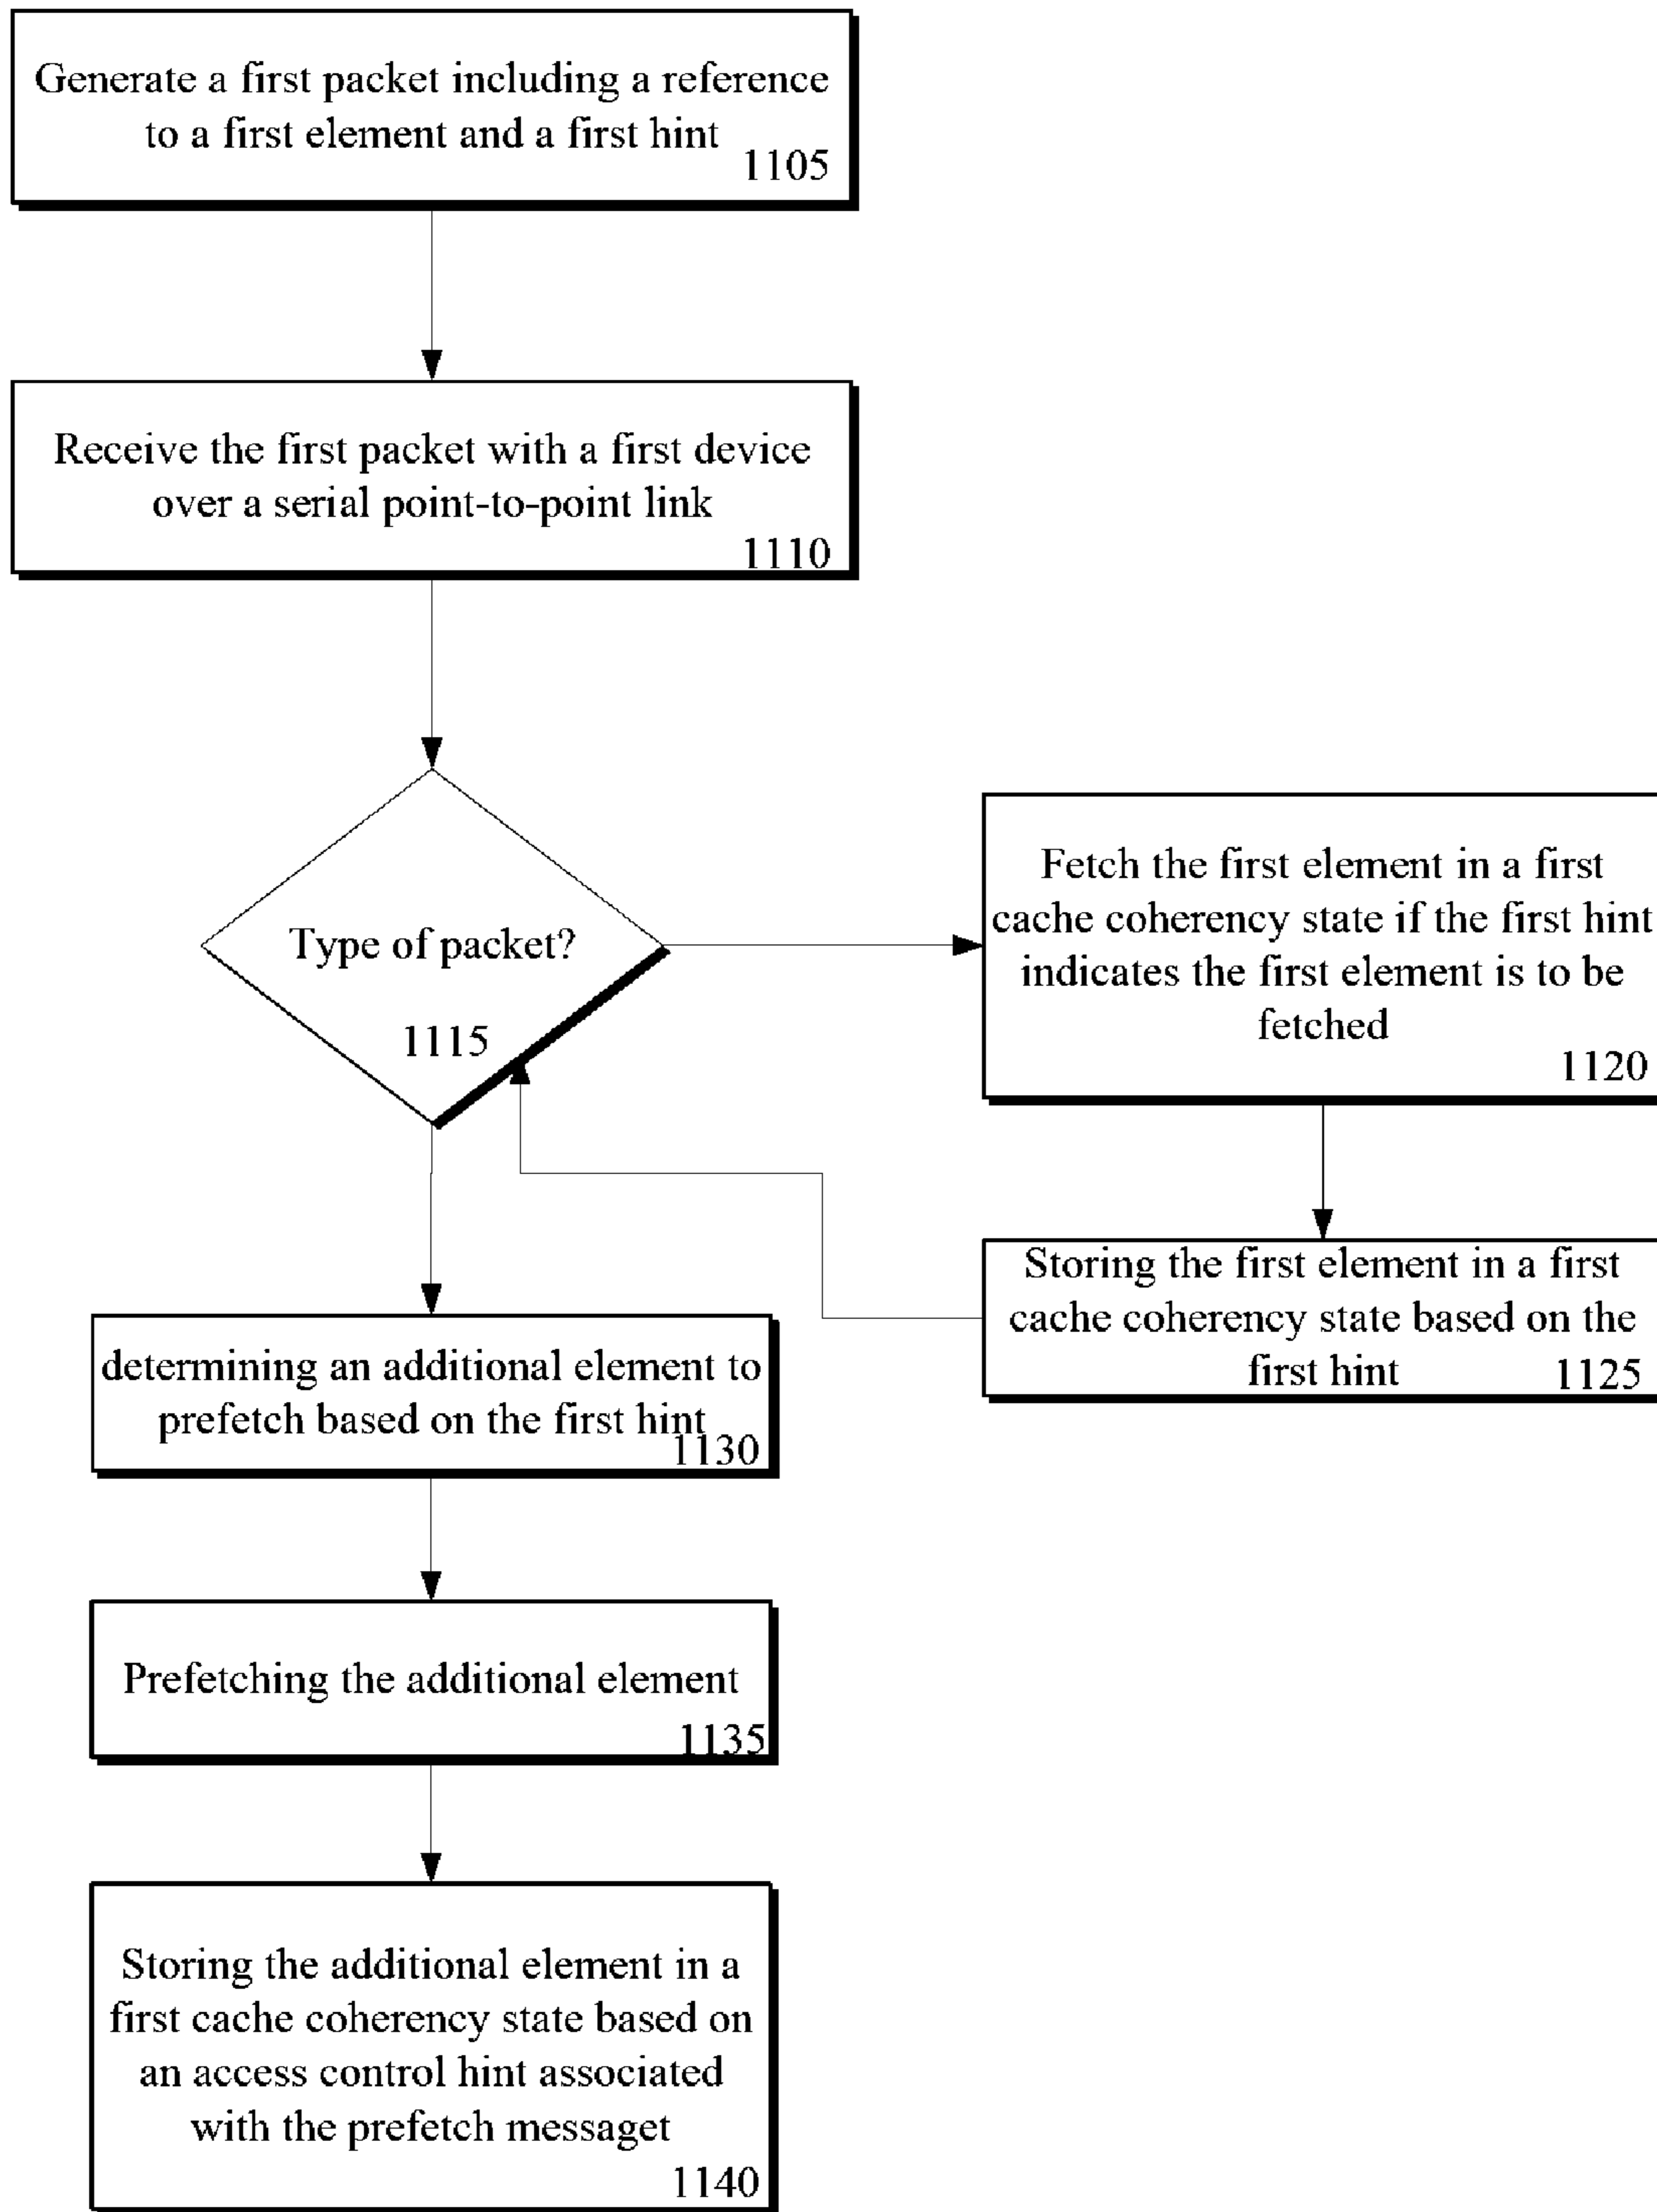 Generate a first packet including a reference
to a first element and a first hint
1105
Receive the first packet with a first device
over a serial point-to-point link
1110
Type of packet?
1115
Fetch the first element in a first
cache coherency state if the first hint
indicates the first element is to be
fetched
1120
Storing the first element in a first
cache coherency state based on the
first hint
1125
determining an additional element to
prefetch based on the first hint
1130
Prefetching the additional element
1135
Storing the additional element in a
first cache coherency state based on
an access control hint associated
with the prefetch messaget
1140